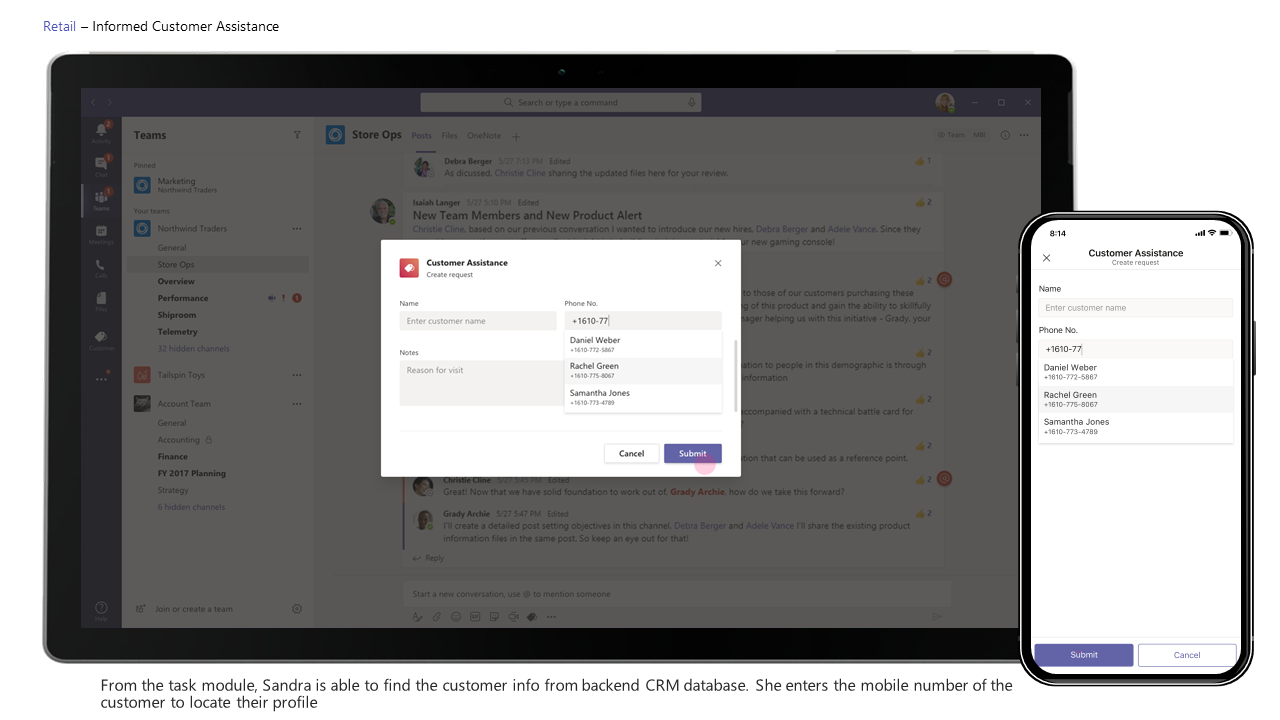 Retail – Informed Customer Assistance
Search or type a command
Activity
Chat
Teams
Meetings
Calls
Files
Customer
Help
Teams
Pinned
Marketing
Northwind Traders
Your teams
Northwind Traders
General
Store Ops
Overview
Performance
Shiproom
Telemetry
32 hidden channels
Tailspin Toys
Account Team
General
Accounting
Finance
FY 2017 Planning
Strategy
6 hidden channels
Join or create a team
Store Ops Posts Files OneNote
Team MBI
Debra Berger 5/27 7:13 PM Edited
1
As dicussed, Christie Cline sharing the updated files here for your review.
Isaiah Langer 5/27 5:10 PM Edited
2
New Team Members and New Product Alert
Christie Cline, based on our previous conversation I wanted to introduce our new hires, Debra Berger and Adele Vance. Since they
ur new gaming console!
2
to those of our customers purchasing these
g of this product and gain the ability to skillfully
nager helping us with this initiative - Grady, your
2
ation to people in this demographic is through
information
2
accompanied with a technical battle card for
2
tion that can be used as a reference point.
Christie Cline 5/27 5:45 PM Edited
2
Great! Now that we have solid foundation to work out of, Grady Archie, how do we take this forward?
Grady Archie 5/27 5:47 PM Edited
2
I'll create a detailed post setting objectives in this channel. Debra Berger and Adele Vance I'll share the existing product
information files in the same post. So keep an eye out for that!
Reply
Start a new conversation, use @ to mention someone
Customer Assistance
Create request
Name
Enter customer name
Phone No.
+1610-77
Daniel Weber
+1610-772-5867
Rachel Green
+1610-775-8067
Samantha Jones
+1610-773-4789
Notes
Reason for visit
Cancel
Submit
8:14
Customer Assistance
Create request
Name
Enter customer name
Phone No.
+1610-77
Daniel Weber
+1610-772-5867
Rachel Green
+1610-775-8067
Samantha Jones
+1610-773-4789
Submit
Cancel
From the task module, Sandra is able to find the customer info from backend CRM database. She enters the mobile number of the
customer to locate their profile